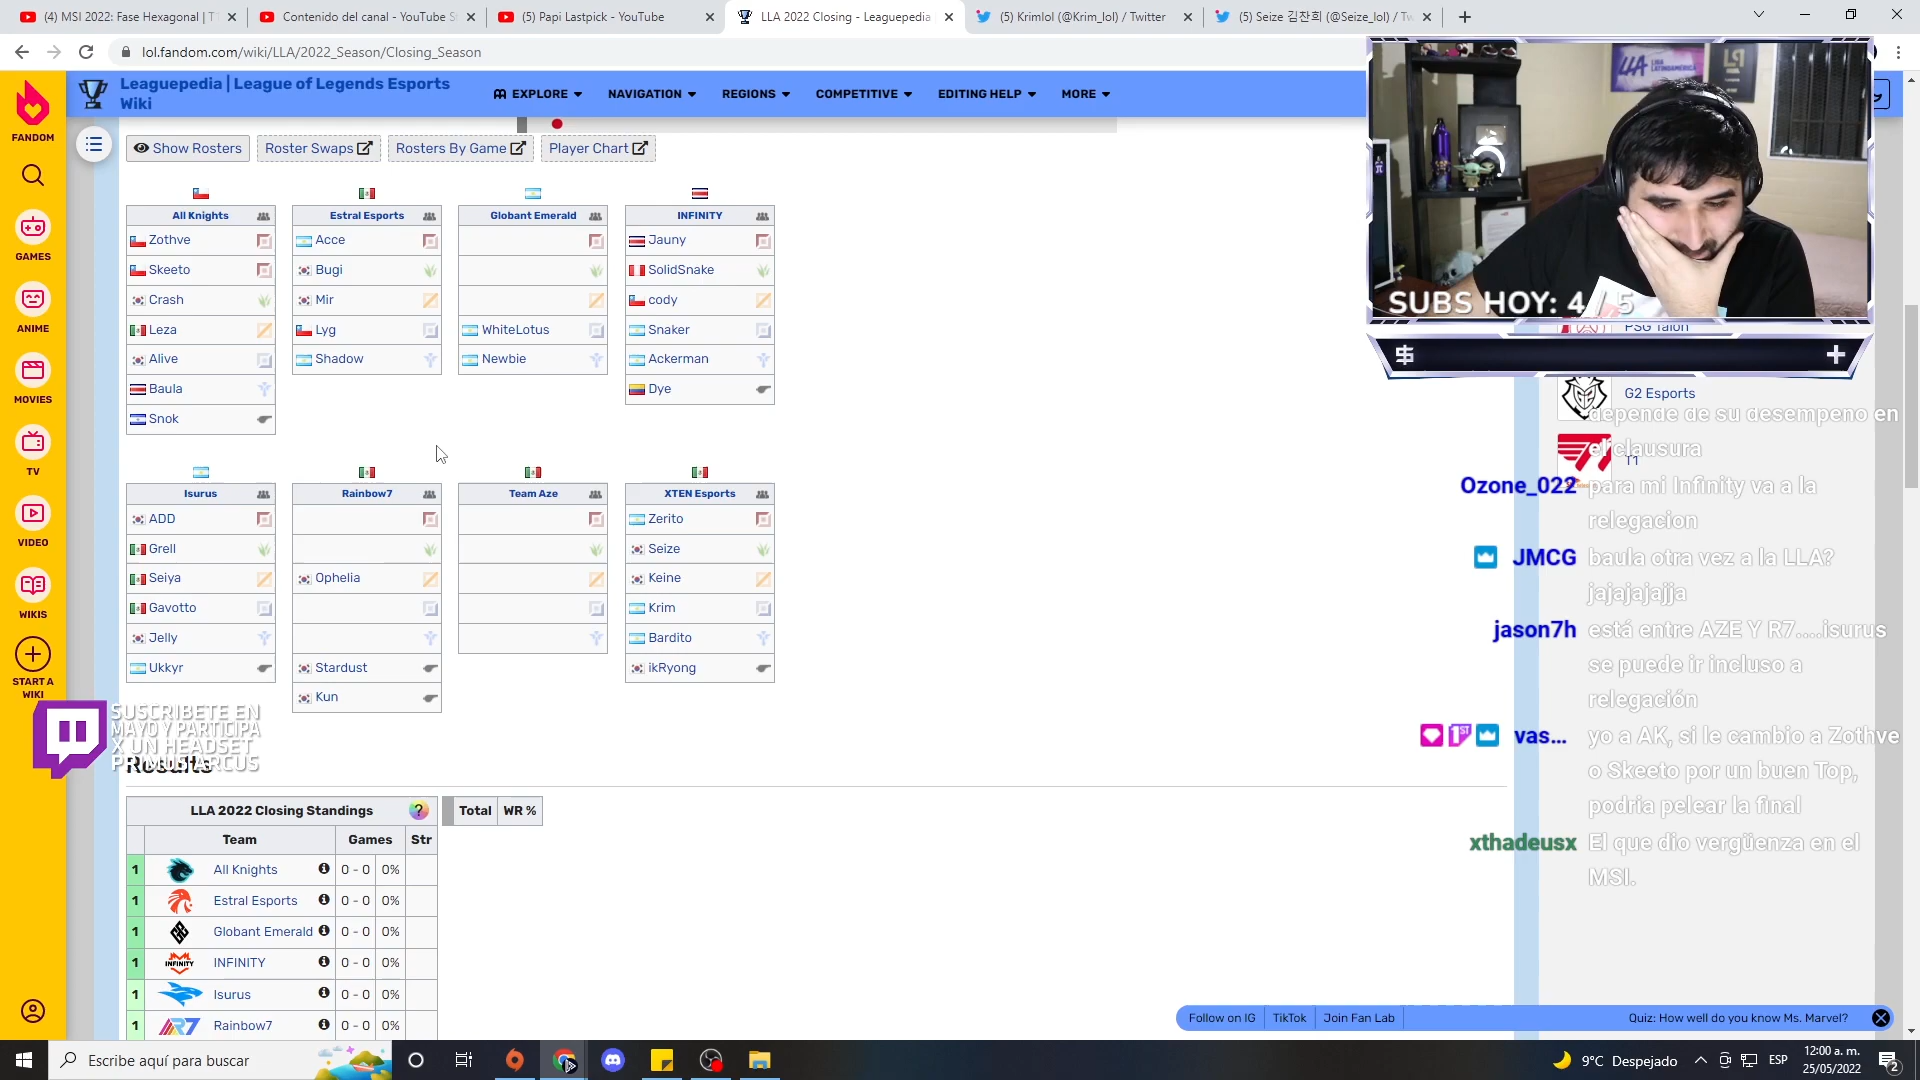 (4) MSI 2022: Fase Hexagonal | T1
Contenido del canal - YouTube S
(5) Papi Lastpick - YouTube
LLA 2022 Closing - Leaguepedia
(5) Krimlol (@Krim_lol) / Twitter
(5) Seize 김찬희 (@Seize_lol) / Tw
lol.fandom.com/wiki/LLA/2022_Season/Closing_Season
FANDOM
GAMES
ANIME
MOVIES
TV
VIDEO
WIKIS
START A
WIKI
Leaguepedia | League of Legends Esports
Wiki
EXPLORE
NAVIGATION
REGIONS
COMPETITIVE
EDITING HELP
MORE
Show Rosters
Roster Swaps
Rosters By Game
Player Chart
All Knights
Zothve
Skeeto
Crash
Leza
Alive
Baula
Snok
Estral Esports
Acce
Bugi
Mir
Lyg
Shadow
Globant Emerald
WhiteLotus
Newbie
INFINITY
Jauny
SolidSnake
cody
Snaker
Ackerman
Dye
Isurus
ADD
Grell
Seiya
Gavotto
Jelly
Ukkyr
Rainbow7
Ophelia
Stardust
Kun
Team Aze
XTEN Esports
Zerito
Seize
Keine
Krim
Bardito
ikRyong
SUSCRIBETE EN
MAYO Y PARTICIPA
X UN HEADSET
PRIMUS ARCUS
Results
LLA 2022 Closing Standings
Total
WR %
Team
Games
Str
1 All Knights 0 - 0 0%
1 Estral Esports 0 - 0 0%
1 Globant Emerald 0 - 0 0%
1 INFINITY 0 - 0 0%
1 Isurus 0 - 0 0%
1 Rainbow7 0 - 0 0%
LLA LIGA LATINOAMÉRICA
SUBS HOY: 4 / 5
PSG Talon
G2 Esports
T1
depende de su desempeno en
el clausura
Ozone_022 para mi Infinity va a la
relegacion
JMCG baula otra vez a la LLA?
jajajajajja
jason7h está entre AZE Y R7....isurus
se puede ir incluso a
relegación
vas... yo a AK, si le cambio a Zothve
o Skeeto por un buen Top,
podria pelear la final
xthadeusx El que dio vergüenza en el
MSI.
Follow on IG
TikTok
Join Fan Lab
Quiz: How well do you know Ms. Marvel?
Escribe aquí para buscar
9°C Despejado
ESP
12:00 a. m.
25/05/2022
2